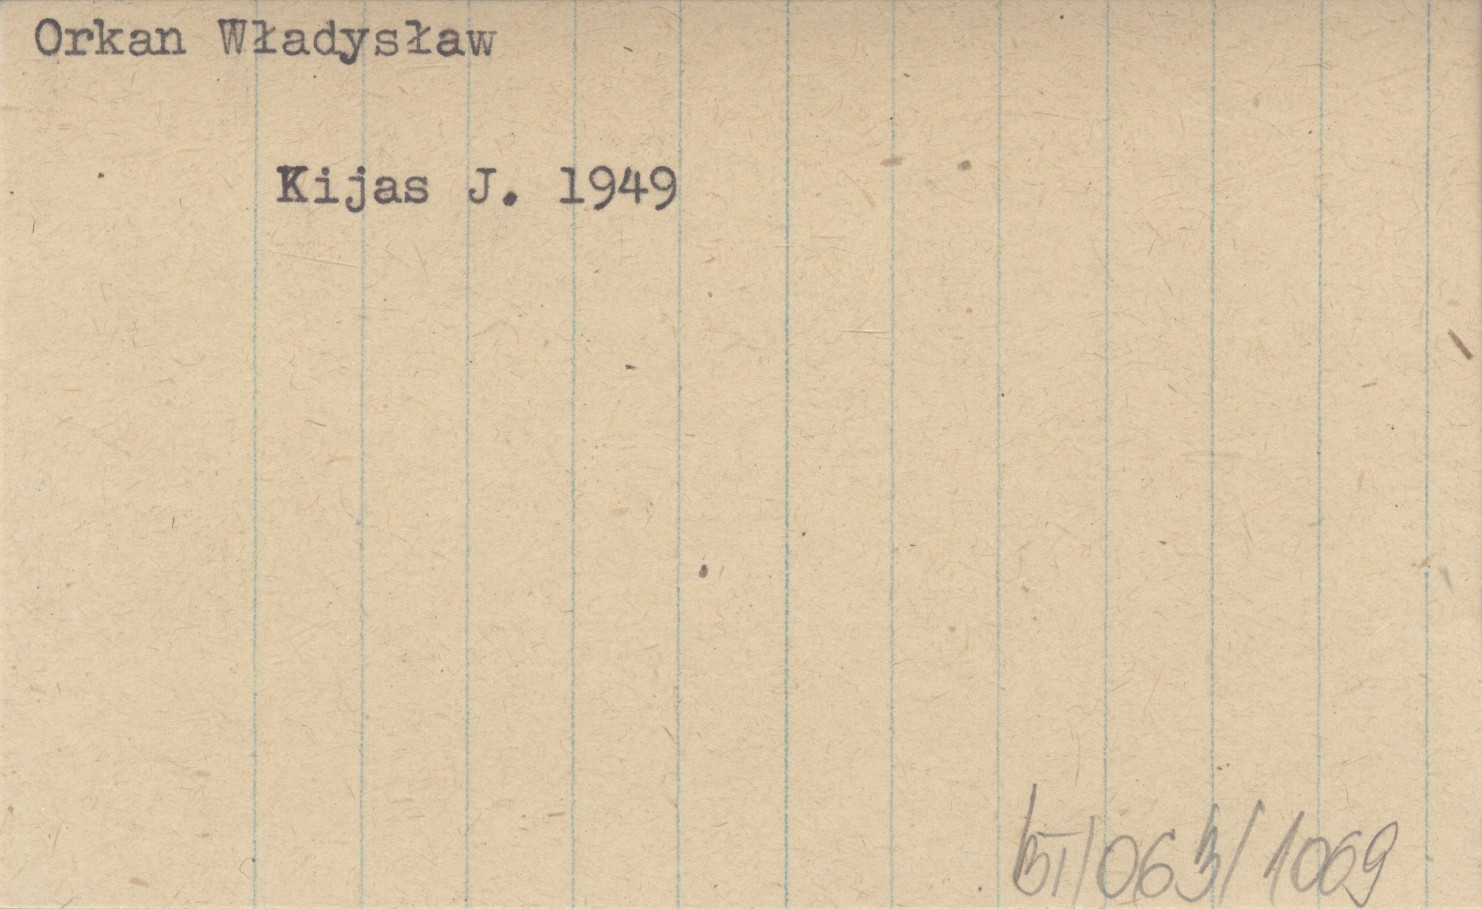 Orkan Władysław
Kijas J. 1949
BI/063/1069